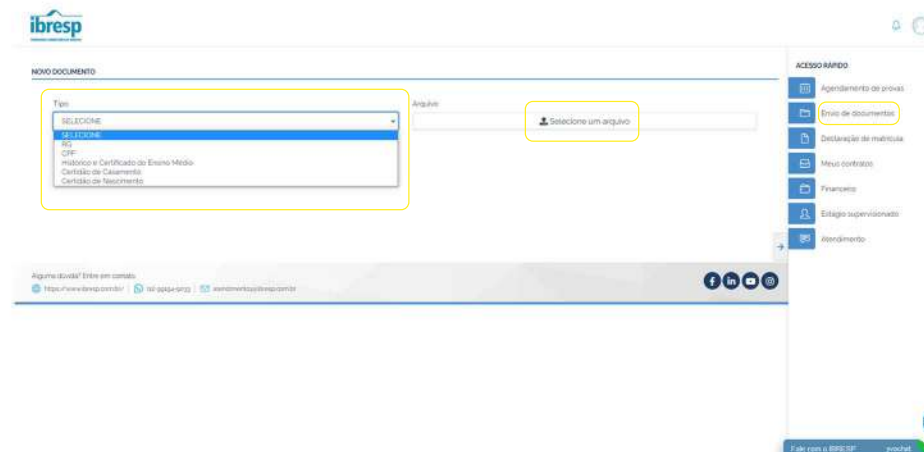 ibresp
NOVO DOCUMENTO
Tipo
SELECIONE
SELECIONE
RG
CPF
Histórico e Certificado do Ensino Médio
Certidão de Casamento
Certidão de Nascimento
Arquivo
Selecione um arquivo
ACESSO RÁPIDO
Agendamento de provas
Envio de documentos
Declaração de matrícula
Meus contratos
Financeiro
Estágio supervisionado
Atendimento
Alguma dúvida? Entre em contato.
Fale com o IBRESP